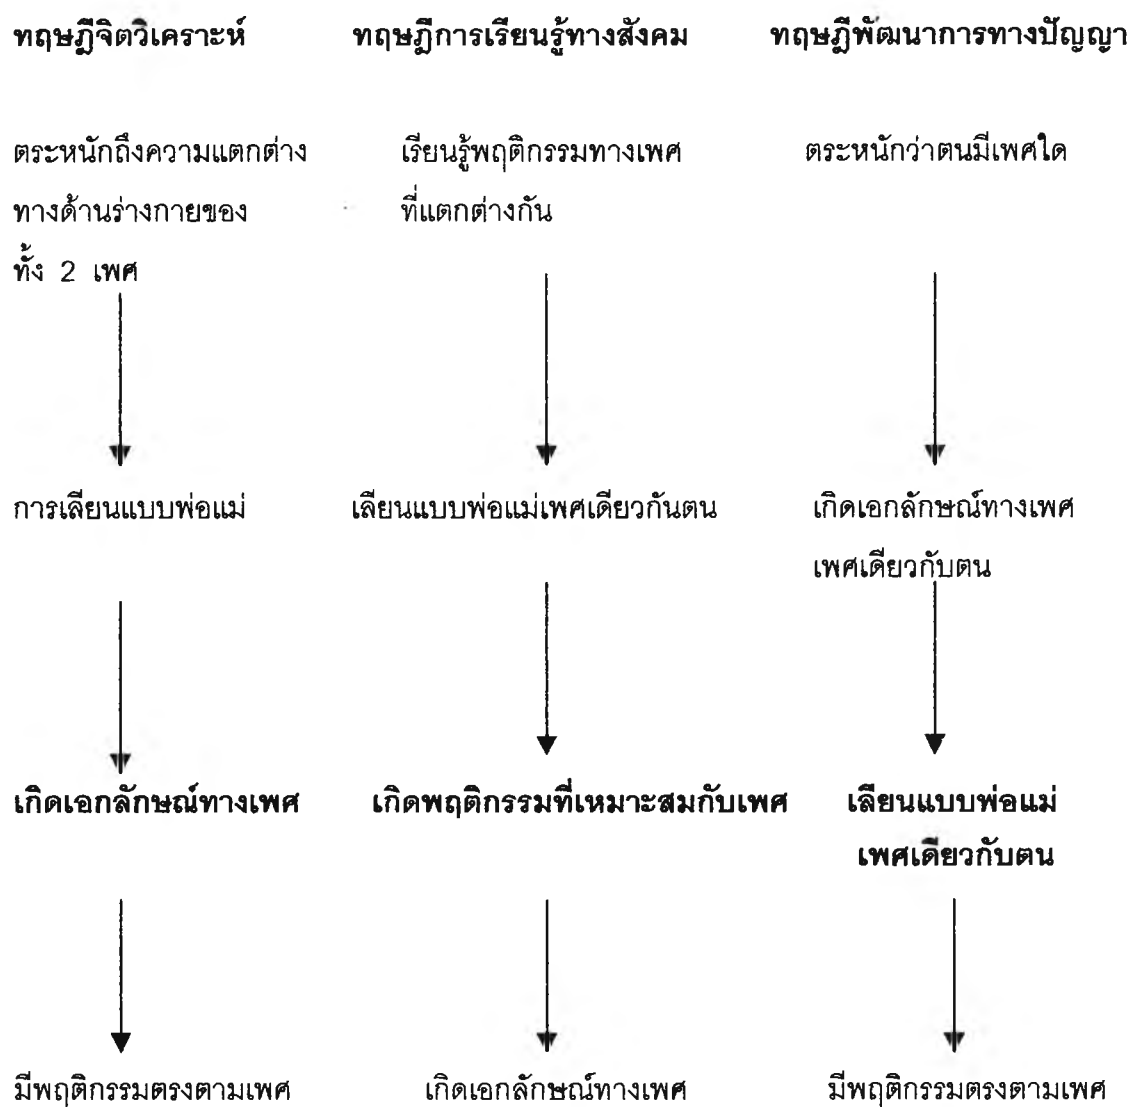 ทฤษฎีจิตวิเคราะห์
ทฤษฎีการเรียนรู้ทางสังคม
ทฤษฎีพัฒนาการทางปัญญา
ตระหนักถึงความแตกต่าง
ทางด้านร่างกายของ
ทั้ง 2 เพศ
เรียนรู้พฤติกรรมทางเพศ
ที่แตกต่างกัน
ตระหนักว่าตนมีเพศใด
การเลียนแบบพ่อแม่
เลียนแบบพ่อแม่เพศเดียวกันตน
เกิดเอกลักษณ์ทางเพศ
เพศเดียวกับตน
เกิดเอกลักษณ์ทางเพศ
เกิดพฤติกรรมที่เหมาะสมกับเพศ
เลียนแบบพ่อแม่
เพศเดียวกับตน
มีพฤติกรรมตรงตามเพศ
เกิดเอกลักษณ์ทางเพศ
มีพฤติกรรมตรงตามเพศ